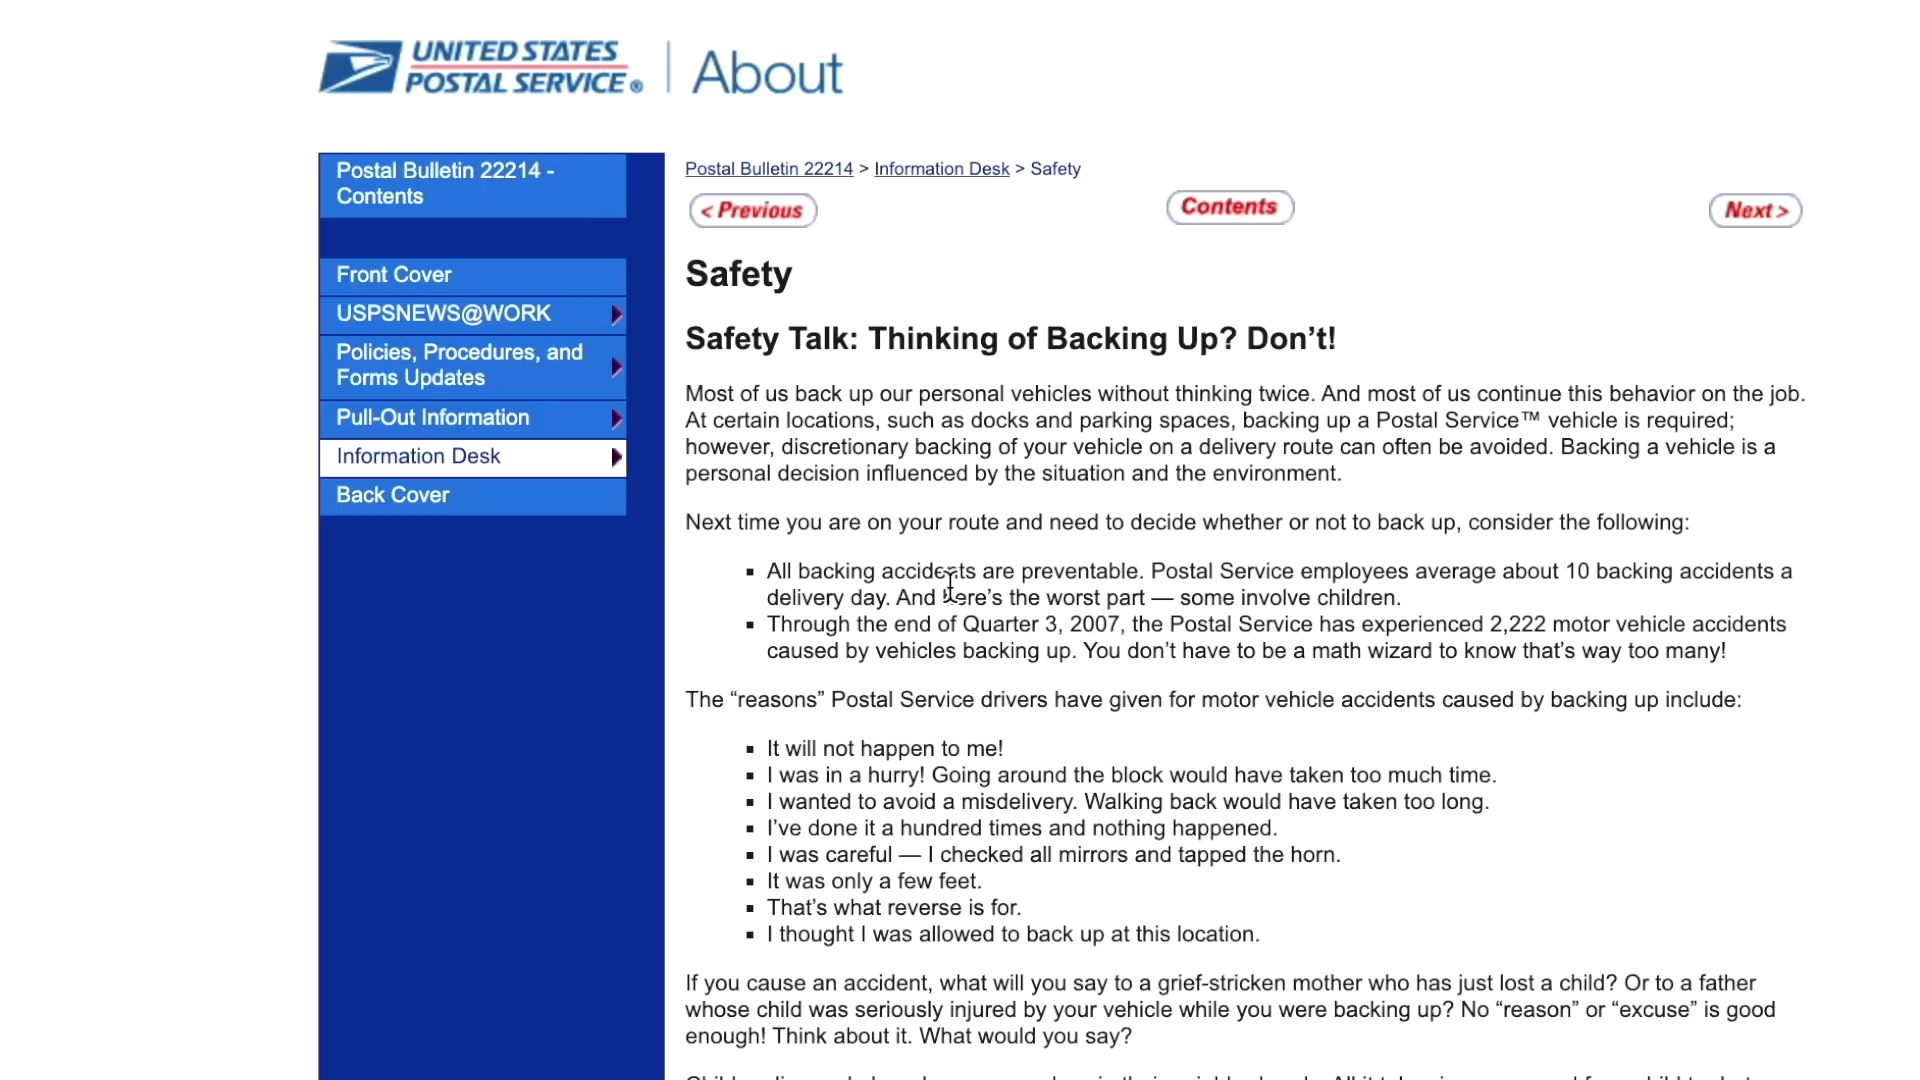 UNITED STATES
POSTAL SERVICE® | About
Postal Bulletin 22214 -
Contents
Front Cover
USPSNEWS@WORK
Policies, Procedures, and
Forms Updates
Pull-Out Information
Information Desk
Back Cover
Postal Bulletin 22214 > Information Desk > Safety
< Previous
Contents
Next >
Safety
Safety Talk: Thinking of Backing Up? Don’t!
Most of us back up our personal vehicles without thinking twice. And most of us continue this behavior on the job.
At certain locations, such as docks and parking spaces, backing up a Postal Service™ vehicle is required;
however, discretionary backing of your vehicle on a delivery route can often be avoided. Backing a vehicle is a
personal decision influenced by the situation and the environment.
Next time you are on your route and need to decide whether or not to back up, consider the following:
▪ All backing accidents are preventable. Postal Service employees average about 10 backing accidents a
delivery day. And here’s the worst part — some involve children.
▪ Through the end of Quarter 3, 2007, the Postal Service has experienced 2,222 motor vehicle accidents
caused by vehicles backing up. You don’t have to be a math wizard to know that’s way too many!
The “reasons” Postal Service drivers have given for motor vehicle accidents caused by backing up include:
▪ It will not happen to me!
▪ I was in a hurry! Going around the block would have taken too much time.
▪ I wanted to avoid a misdelivery. Walking back would have taken too long.
▪ I’ve done it a hundred times and nothing happened.
▪ I was careful — I checked all mirrors and tapped the horn.
▪ It was only a few feet.
▪ That’s what reverse is for.
▪ I thought I was allowed to back up at this location.
If you cause an accident, what will you say to a grief-stricken mother who has just lost a child? Or to a father
whose child was seriously injured by your vehicle while you were backing up? No “reason” or “excuse” is good
enough! Think about it. What would you say?